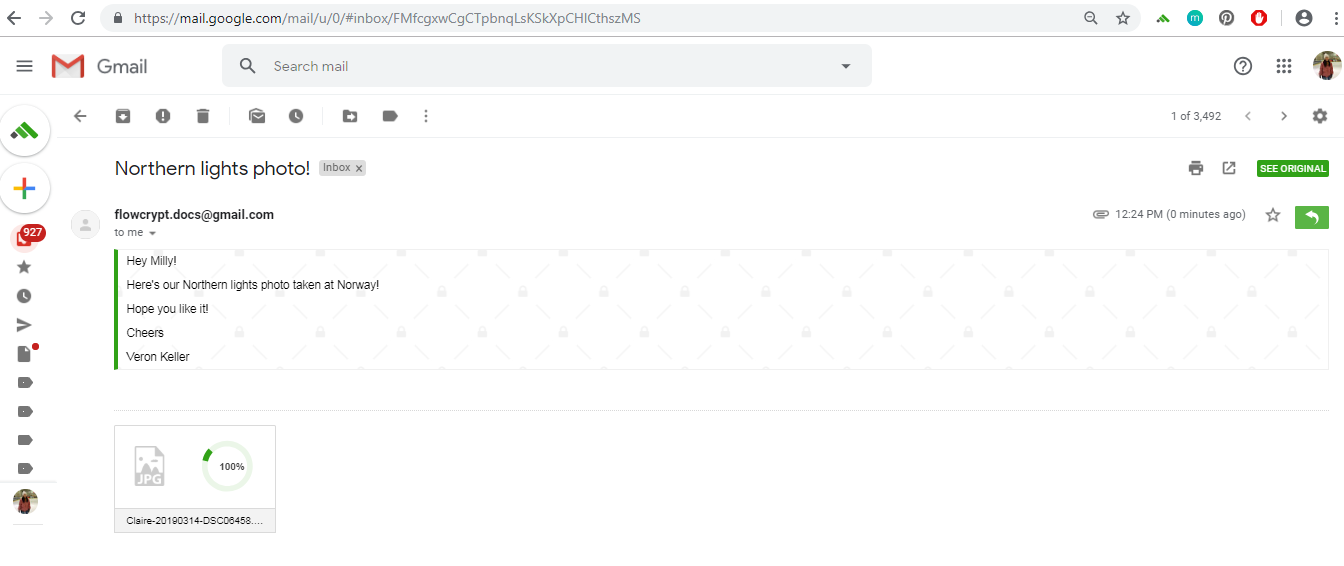 https://mail.google.com/mail/u/0/#inbox/FMfcgxwCgCTpbnqLsKSkXpCHlCthszMS
m
Gmail
Search mail
1 of 3,492
Northern lights photo!
Inbox x
SEE ORIGINAL
flowcrypt.docs@gmail.com
12:24 PM (0 minutes ago)
to me
927
Hey Milly!
Here's our Northern lights photo taken at Norway!
Hope you like it!
Cheers
Veron Keller
JPG
100%
Claire-20190314-DSC06458....